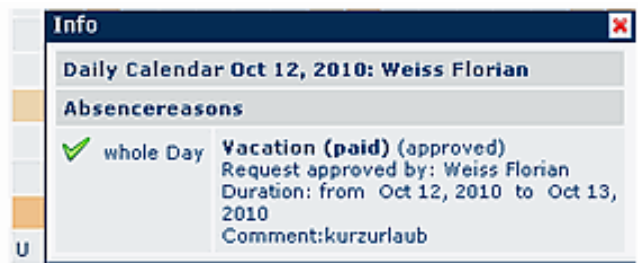 Info
Daily Calendar Oct 12, 2010: Weiss Florian
Absencereasons
whole Day
Vacation (paid) (approved)
Request approved by: Weiss Florian
Duration: from Oct 12, 2010 to Oct 13,
2010
Comment:kurzurlaub
U